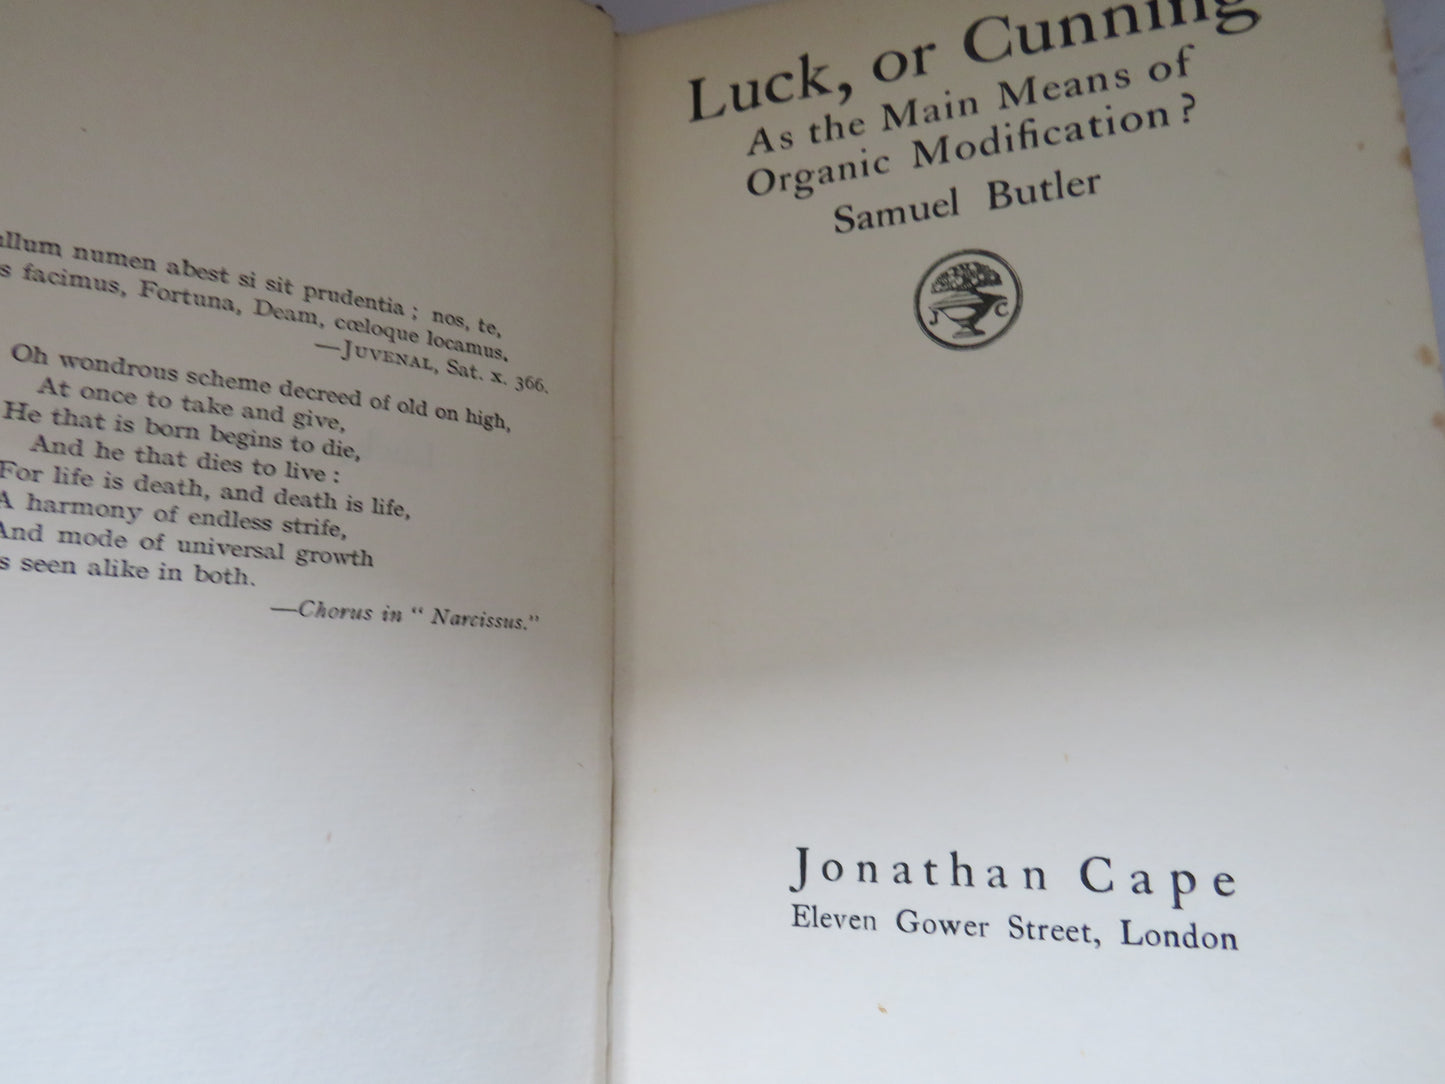 numen abest si sit prudentia ; nos, te,
facimus, Fortuna, Deam, cœloque locamus.
—JUVENAL, Sat. x. 366.
Oh wondrous scheme decreed of old on high,
At once to take and give,
He that is born begins to die,
And he that dies to live :
For life is death, and death is life,
A harmony of endless strife,
And mode of universal growth
seen alike in both.
—Chorus in “ Narcissus.”
Luck, or Cunning
As the Main Means of
Organic Modification ?
Samuel Butler
J C
Jonathan Cape
Eleven Gower Street, London